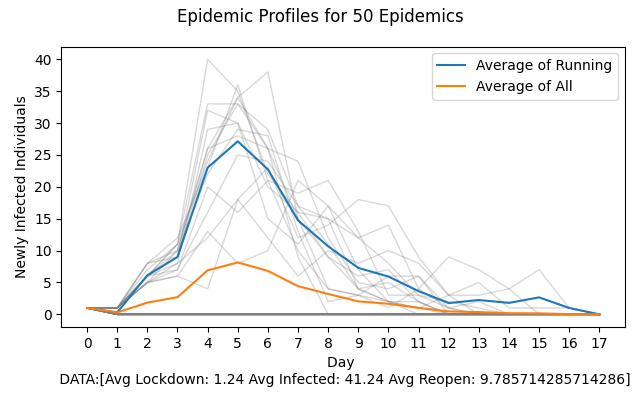 Epidemic Profiles for 50 Epidemics
Newly Infected Individuals
40
35
30
25
20
15
10
5
0
Average of Running
Average of All
0 1 2 3 4 5 6 7 8 9 10 11 12 13 14 15 16 17
Day
DATA:[Avg Lockdown: 1.24 Avg Infected: 41.24 Avg Reopen: 9.785714285714286]